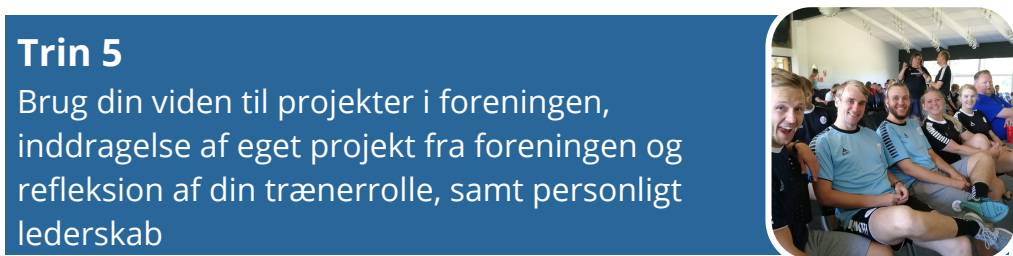 Trin 5
Brug din viden til projekter i foreningen,
inddragelse af eget projekt fra foreningen og
refleksion af din trænerrolle, samt personligt
lederskab